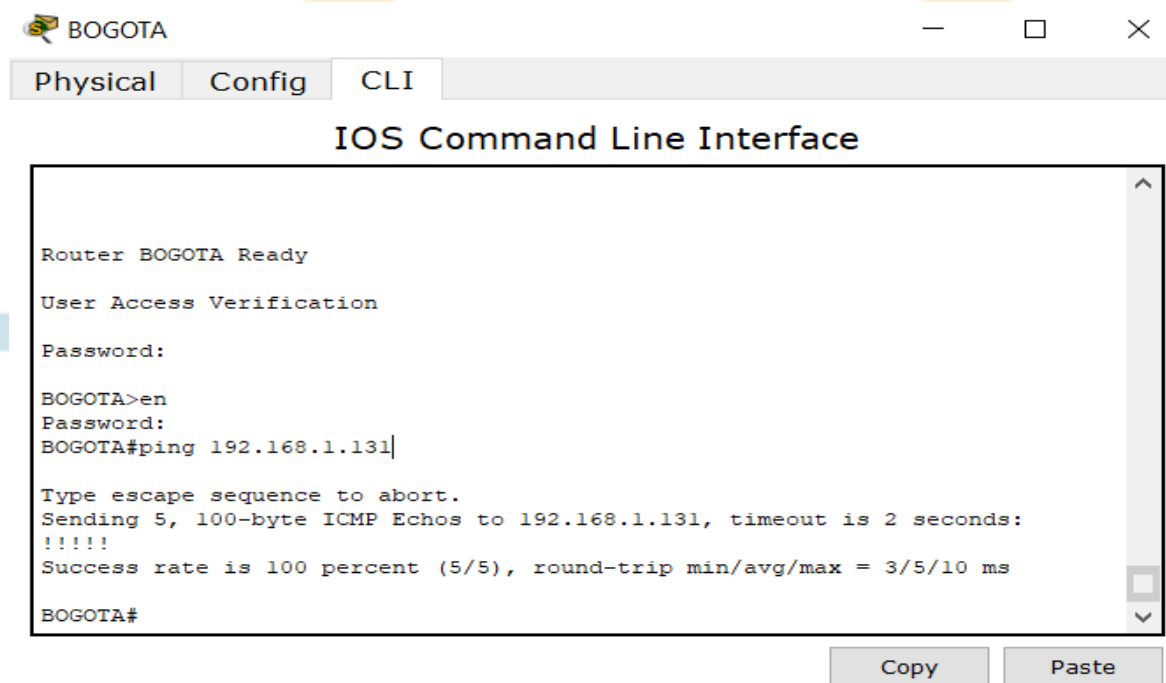 BOGOTA
Physical Config CLI
IOS Command Line Interface
Router BOGOTA Ready
User Access Verification
Password:
BOGOTA>en
Password:
BOGOTA#ping 192.168.1.131
Type escape sequence to abort.
Sending 5, 100-byte ICMP Echos to 192.168.1.131, timeout is 2 seconds:
!!!!!
Success rate is 100 percent (5/5), round-trip min/avg/max = 3/5/10 ms
BOGOTA#
Copy Paste